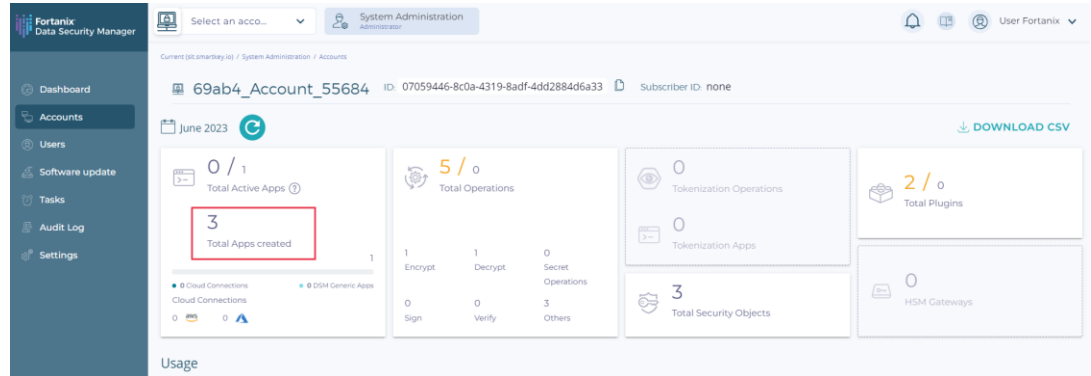 Fortanix
Data Security Manager
Select an acco...
System Administration
Administrator
User Fortanix
Current (sit.smartkey.io) / System Administration / Accounts
Dashboard
Accounts
Users
Software update
Tasks
Audit Log
Settings
69ab4_Account_55684 ID: 07059446-8c0a-4319-8adf-4dd2884d6a33 Subscriber ID: none
June 2023
DOWNLOAD CSV
0 / 1
Total Active Apps ?
3
Total Apps created
1
0 Cloud Connections 0 DSM Generic Apps
Cloud Connections
0 aws 0
5 / 0
Total Operations
1 1 0
Encrypt Decrypt Secret Operations
0 0 3
Sign Verify Others
0
Tokenization Operations
0
Tokenization Apps
3
Total Security Objects
2 / 0
Total Plugins
0
HSM Gateways
Usage